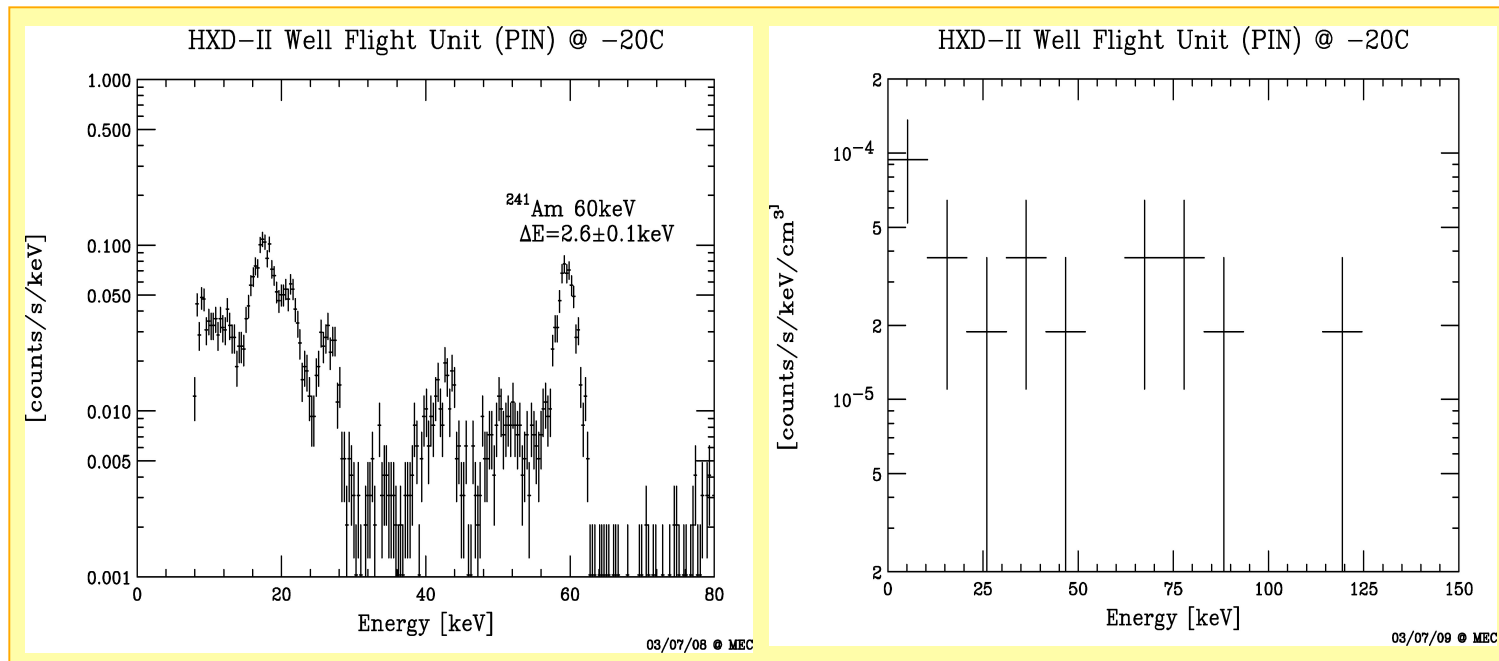 HXD-II Well Flight Unit (PIN) @ -20C
1.000
0.500
0.100
0.050
0.010
0.005
0.001
[counts/s/keV]
241Am 60keV
ΔE=2.6±0.1keV
0 20 40 60 80
Energy [keV]
03/07/08 @ MEC
HXD-II Well Flight Unit (PIN) @ -20C
2
10-4
5
2
10-5
5
2
[counts/s/keV/cm3]
0 25 50 75 100 125 150
Energy [keV]
03/07/09 @ MEC